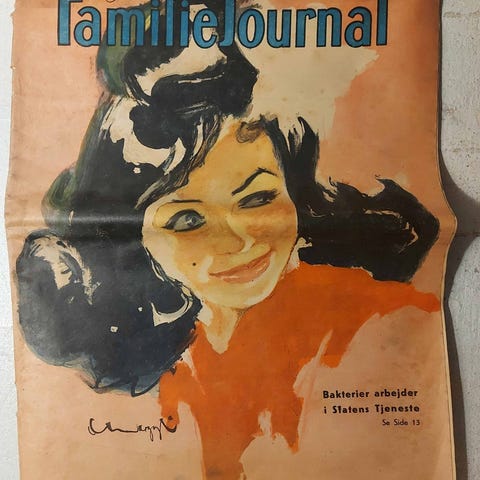 FamilieJournal
Bakterier arbejder
i Statens Tjeneste
Se Side 13